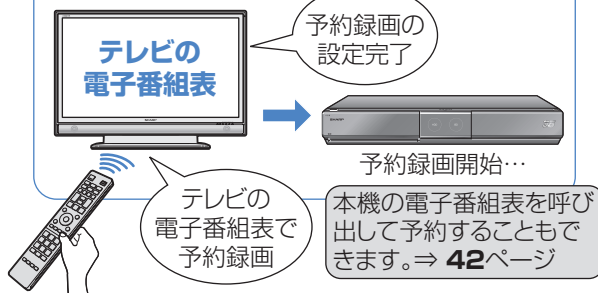 予約録画の
設定完了
テレビの
電子番組表
SHARP
SHARP
予約録画開始…
テレビの
電子番組表で
予約録画
本機の電子番組表を呼び
出して予約することもで
きます。⇒ 42ページ